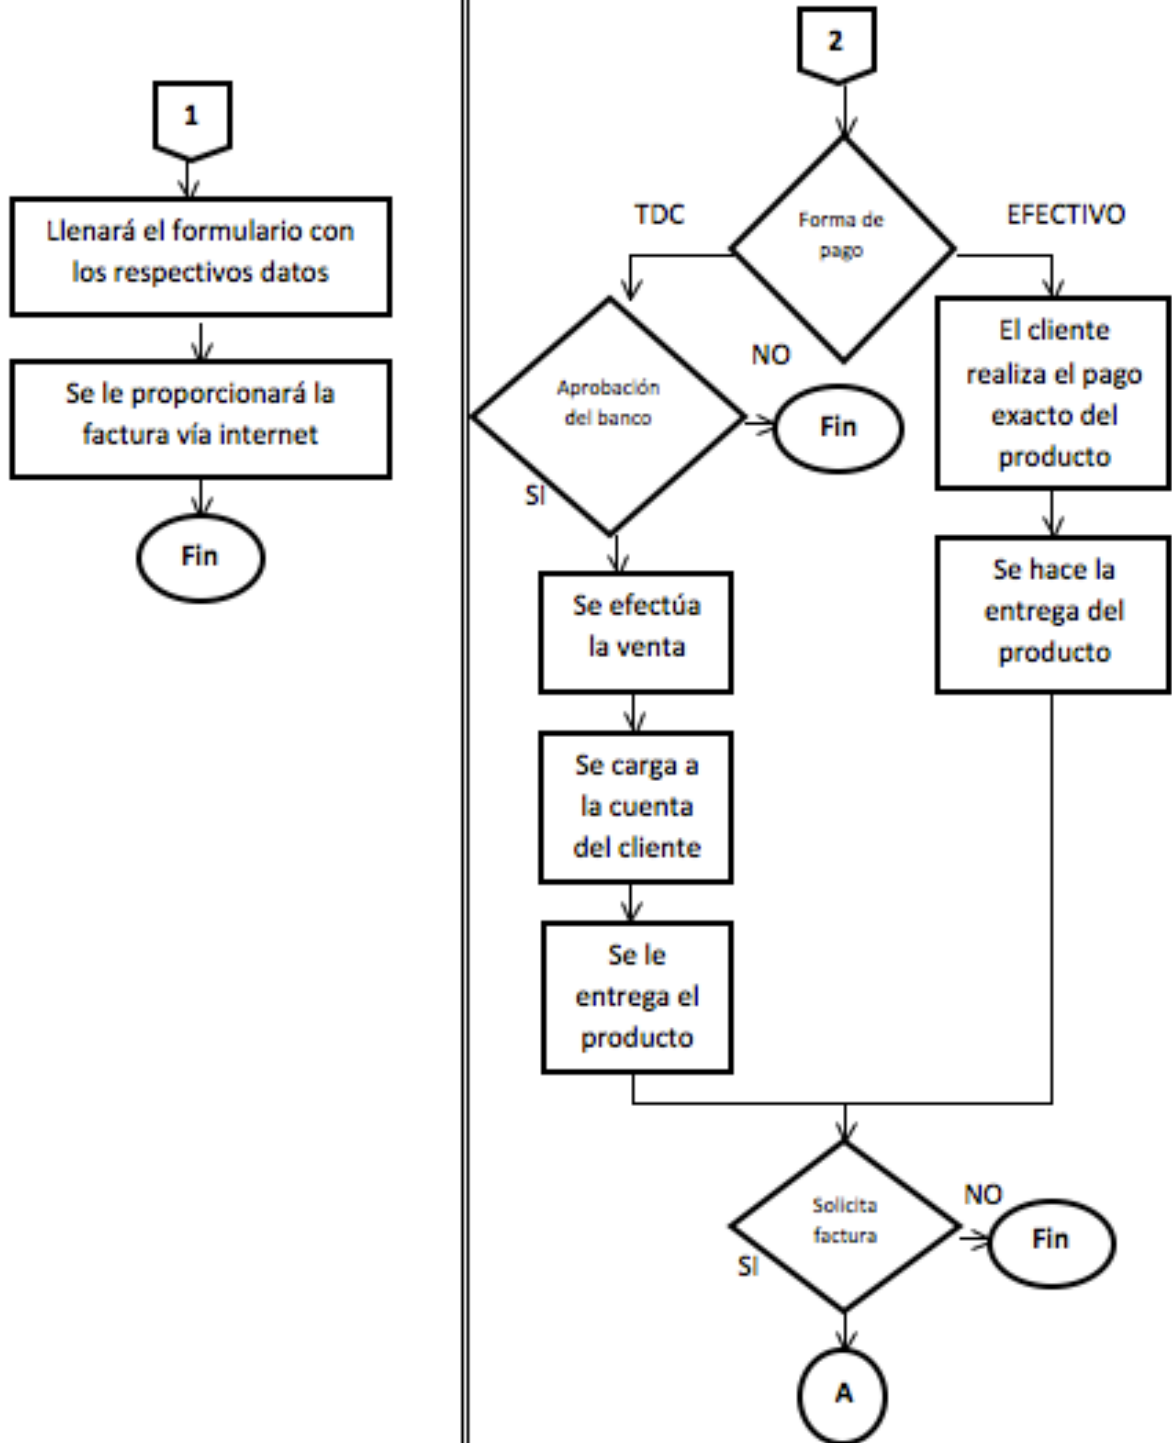 1
Llenará el formulario con
los respectivos datos
Se le proporcionará la
factura vía internet
Fin
2
Forma de
pago
TDC
EFECTIVO
Aprobación
del banco
NO
Fin
SI
El cliente
realiza el pago
exacto del
producto
Se hace la
entrega del
producto
Se efectúa
la venta
Se carga a
la cuenta
del cliente
Se le
entrega el
producto
Solicita
factura
NO
Fin
SI
A